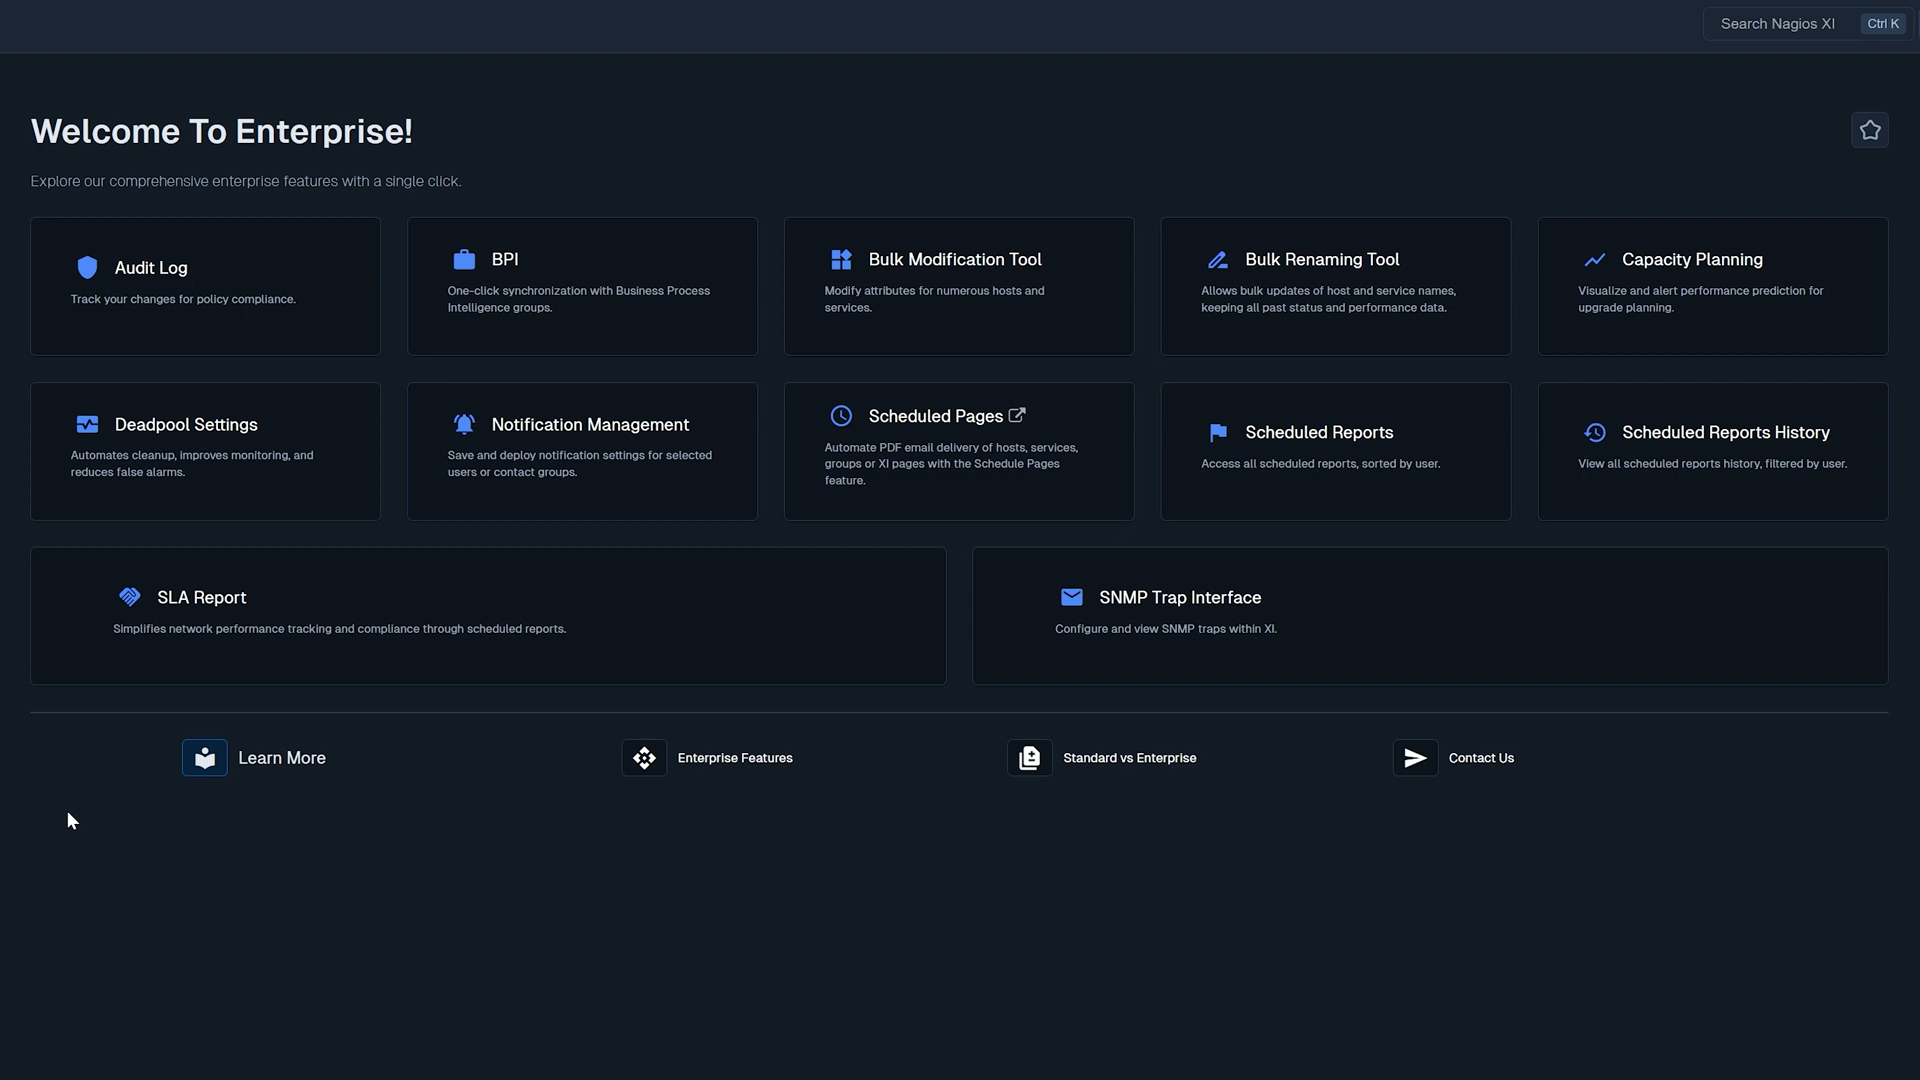 Search Nagios XI Ctrl K
Welcome To Enterprise!
Explore our comprehensive enterprise features with a single click.
Audit Log
Track your changes for policy compliance.
BPI
One-click synchronization with Business Process
Intelligence groups.
Bulk Modification Tool
Modify attributes for numerous hosts and
services.
Bulk Renaming Tool
Allows bulk updates of host and service names,
keeping all past status and performance data.
Capacity Planning
Visualize and alert performance prediction for
upgrade planning.
Deadpool Settings
Automates cleanup, improves monitoring, and
reduces false alarms.
Notification Management
Save and deploy notification settings for selected
users or contact groups.
Scheduled Pages
Automate PDF email delivery of hosts, services,
groups or XI pages with the Schedule Pages
feature.
Scheduled Reports
Access all scheduled reports, sorted by user.
Scheduled Reports History
View all scheduled reports history, filtered by user.
SLA Report
Simplifies network performance tracking and compliance through scheduled reports.
SNMP Trap Interface
Configure and view SNMP traps within XI.
Learn More
Enterprise Features
Standard vs Enterprise
Contact Us